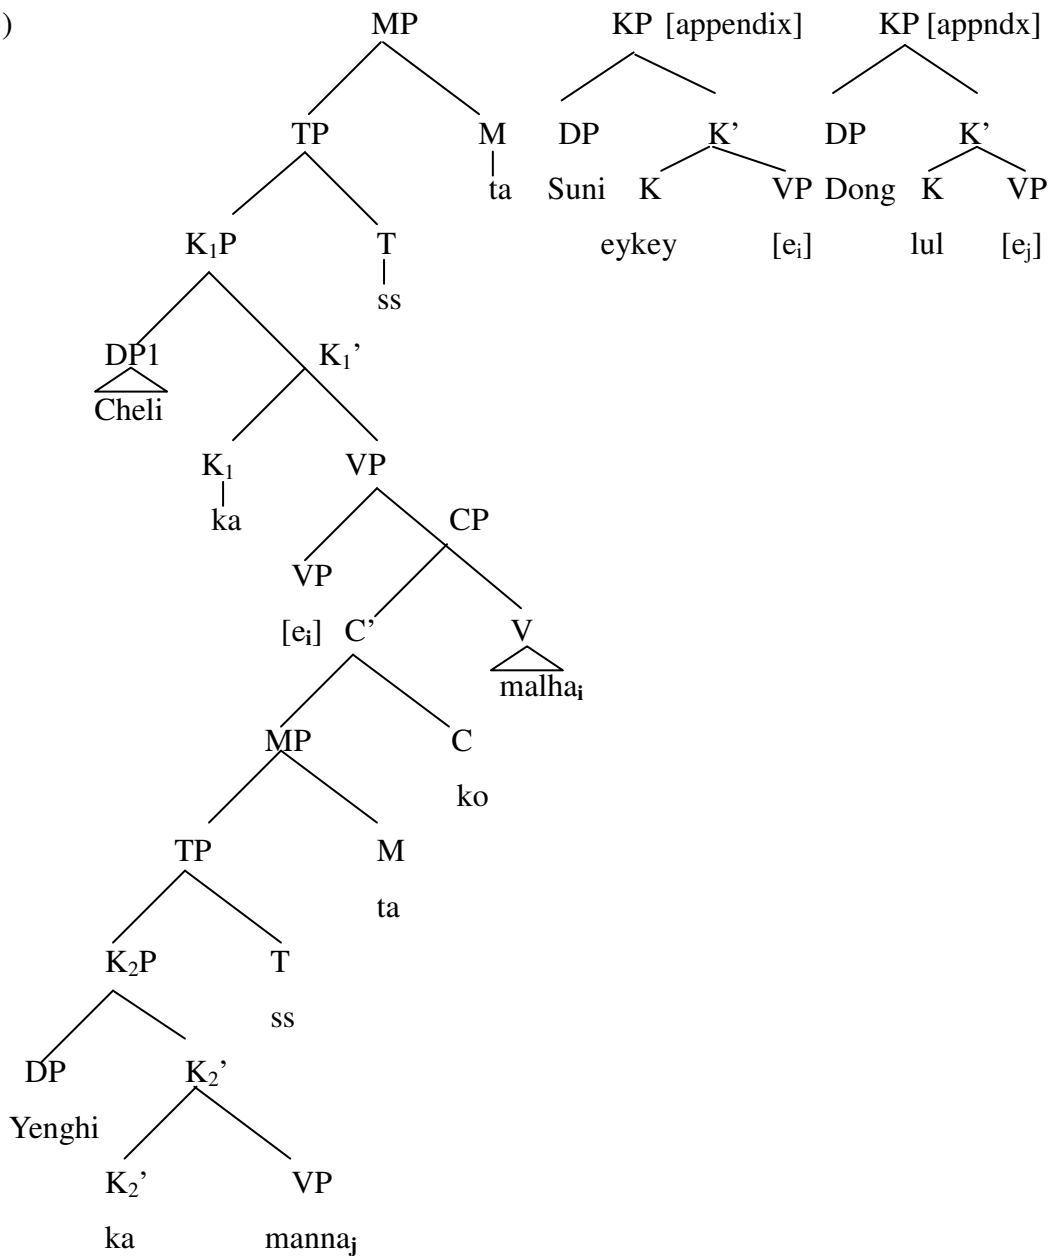 ) MP KP [appendix] KP [appndx]
TP M DP K’ DP K’
ta Suni K VP Dong K VP
K₁P T eykey [eᵢ] lul [eⱼ]
ss
DP1 K₁’
Cheli
K₁ VP
ka CP
VP
[eᵢ] C’ V
malhaᵢ
MP C
ko
TP M
ta
K₂P T
ss
DP K₂’
Yenghi
K₂’ VP
ka mannaⱼ